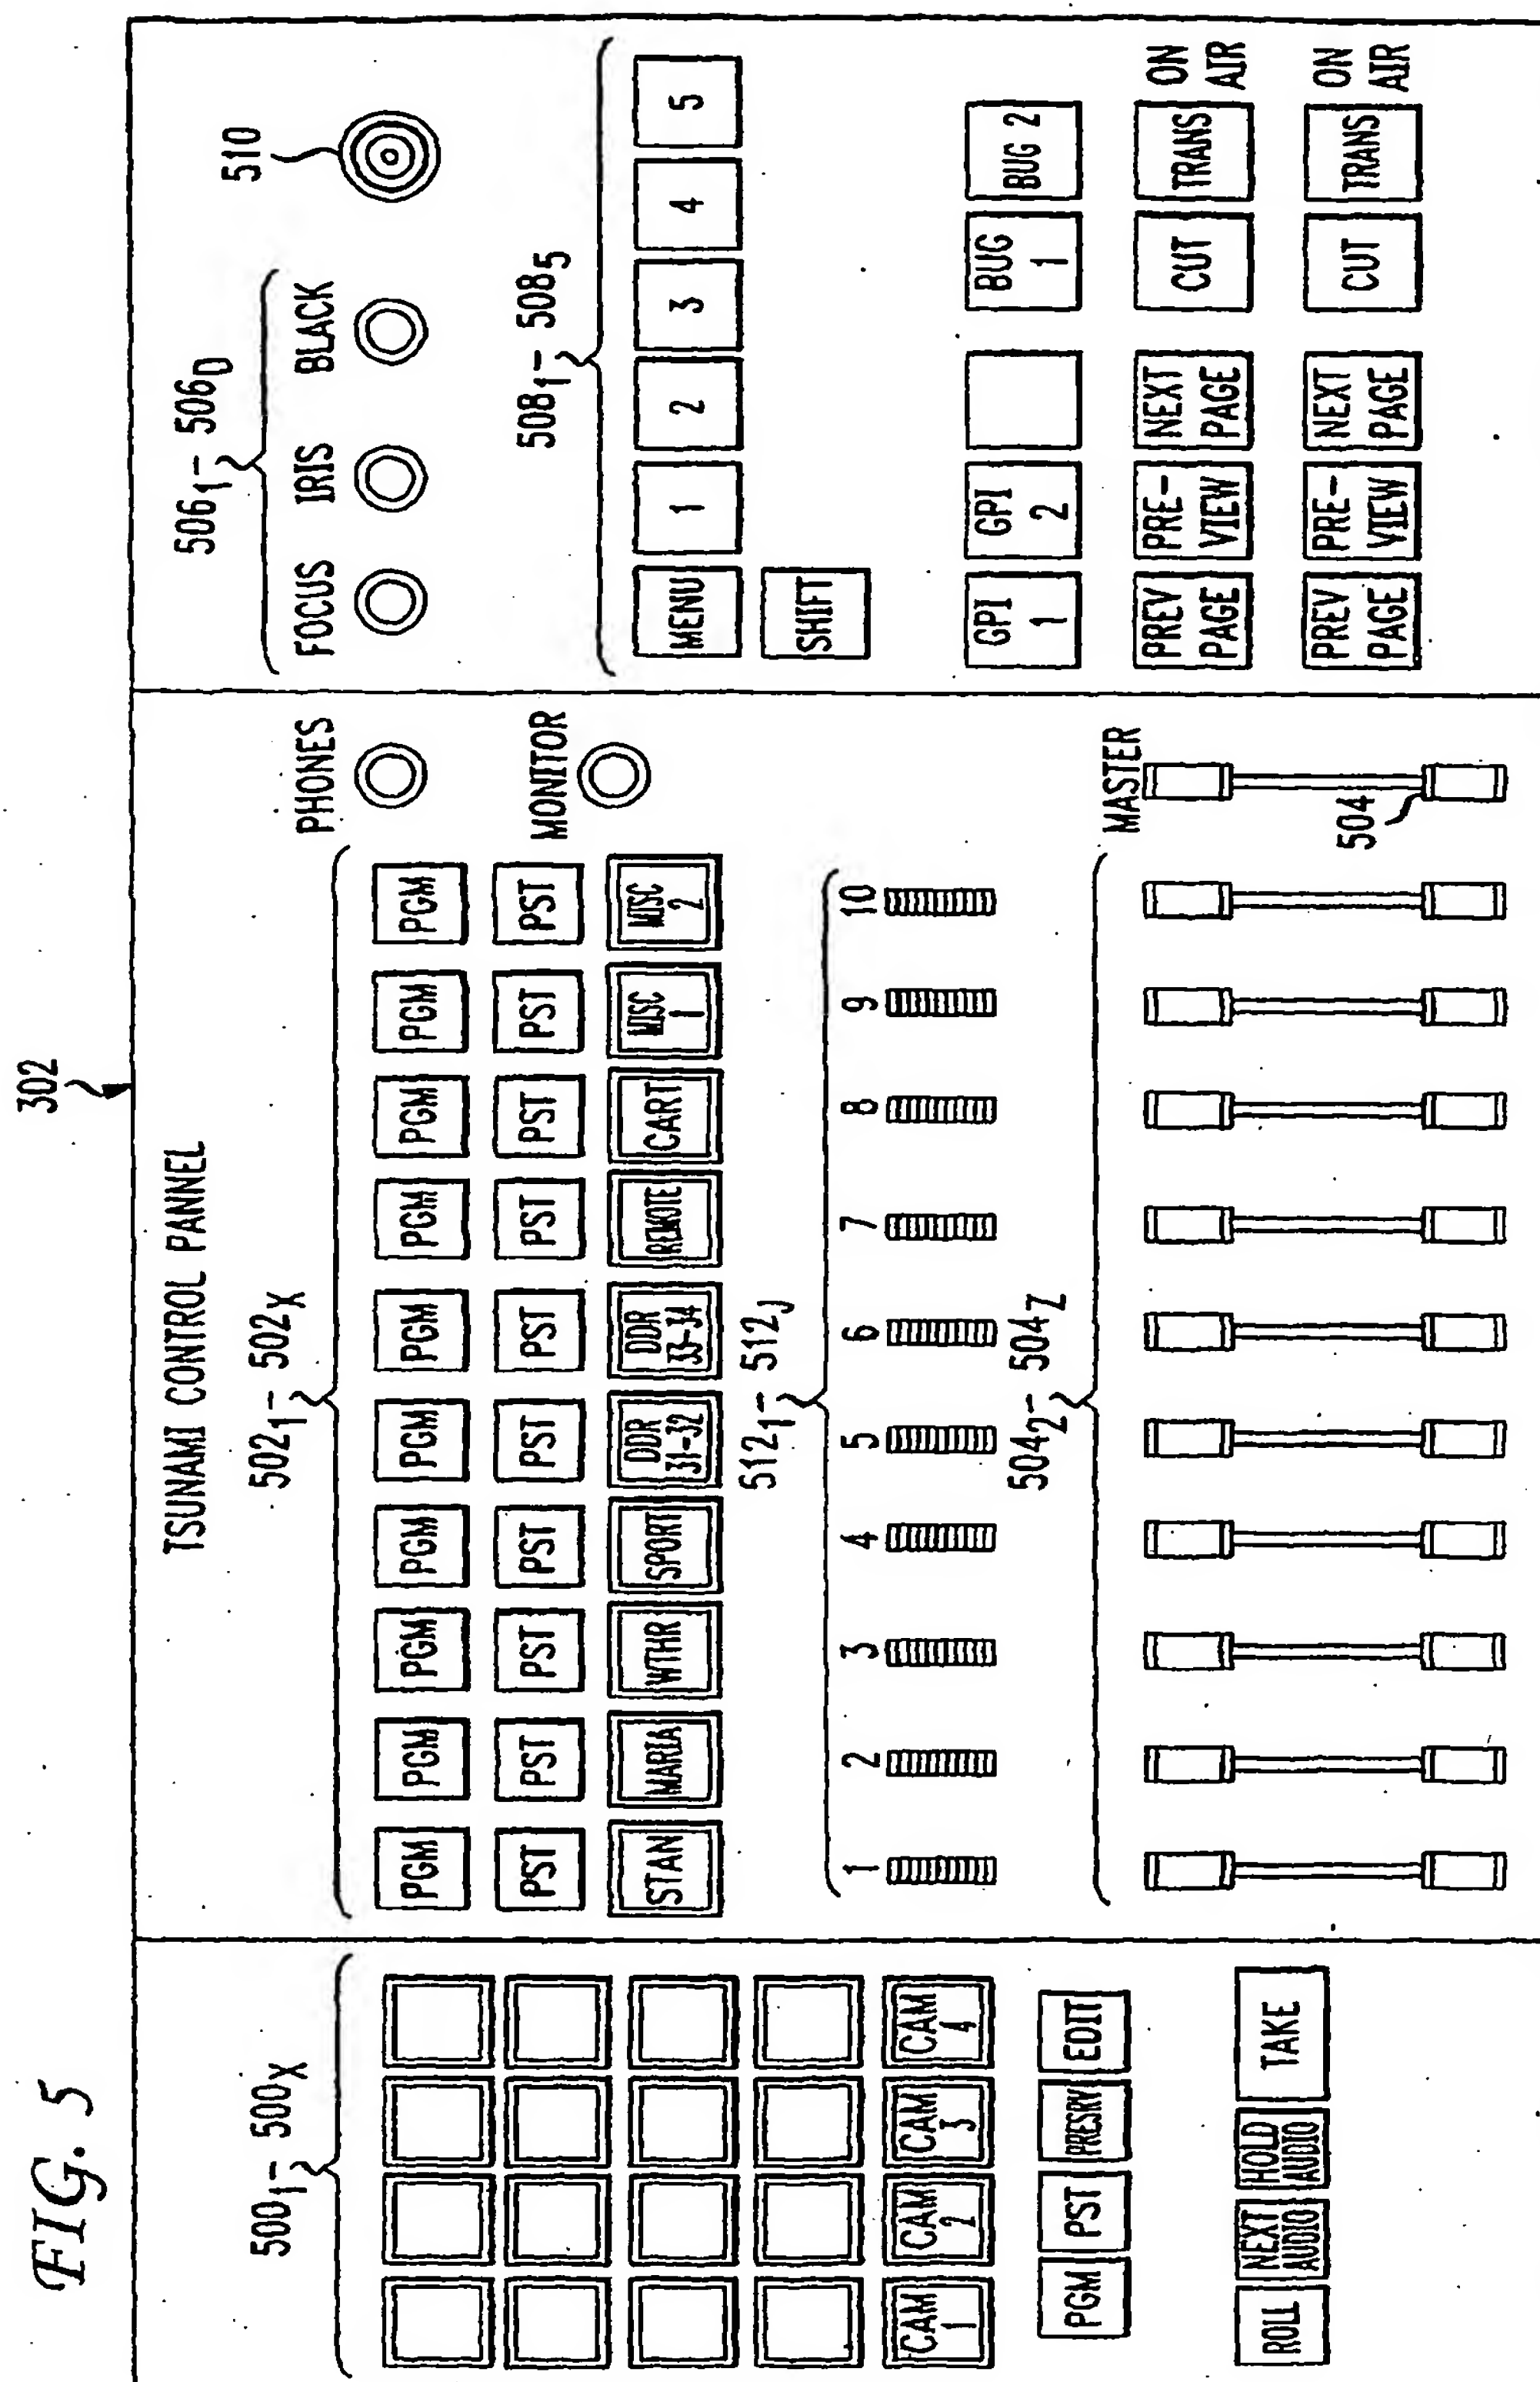 FIG. 5
302
TSUNAMI CONTROL PANNEL
500₁– 500ₓ
CAM 1
CAM 2
CAM 3
CAM 4
PGM
PST
PRESRV
EDIT
ROLL
NEXT AUDIO
HOLD AUDIO
TAKE
502₁– 502ₓ
PGM PGM PGM PGM PGM PGM PGM PGM PGM PGM
PST PST PST PST PST PST PST PST PST PST
STAN
MARIA
WTHR
SPORT
DDR 31-32
DDR 33-34
REMOTE
CART
MISC 1
MISC 2
PHONES
MONITOR
512₁– 512J
1 2 3 4 5 6 7 8 9 10
504₂– 504Z
MASTER
504
506₁– 506D
510
FOCUS
IRIS
BLACK
508₁– 508₅
MENU
1
2
3
4
5
SHIFT
GPI 1
GPI 2
BUG 1
BUG 2
PREV PAGE
PRE-VIEW
NEXT PAGE
CUT
TRANS
ON AIR
PREV PAGE
PRE-VIEW
NEXT PAGE
CUT
TRANS
ON AIR